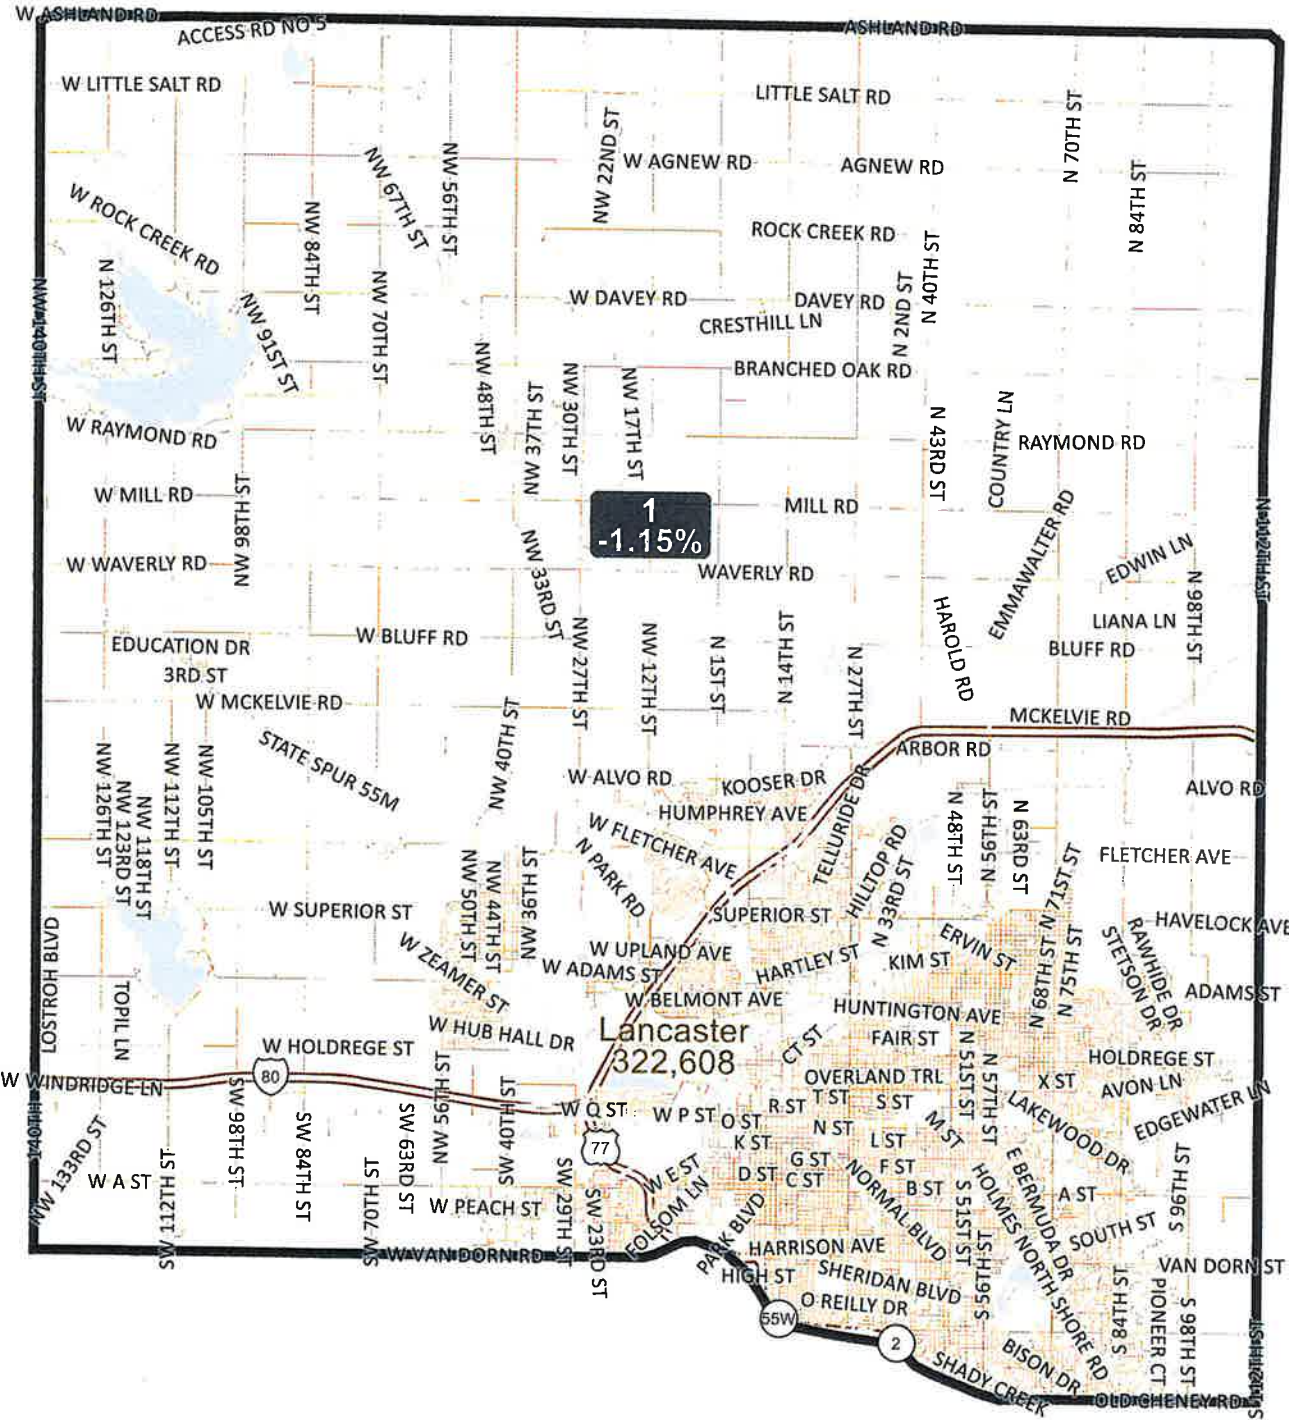 W ASHLAND RD
ACCESS RD NO 5
ASHLAND RD
W LITTLE SALT RD
LITTLE SALT RD
N 70TH ST
NW 22ND ST
NW 56TH ST
NW 67TH ST
W AGNEW RD
AGNEW RD
N 84TH ST
W ROCK CREEK RD
NW 84TH ST
ROCK CREEK RD
N 40TH ST
N 126TH ST
NW 70TH ST
W DAVEY RD
DAVEY RD
N 2ND ST
NW 140TH ST
NW 91ST ST
CRESTHILL LN
NW 48TH ST
BRANCHED OAK RD
NW 37TH ST
NW 30TH ST
NW 17TH ST
N 43RD ST
COUNTRY LN
W RAYMOND RD
RAYMOND RD
W MILL RD
NW 98TH ST
1
-1.15%
MILL RD
EMMAWALTER RD
N 112TH ST
W WAVERLY RD
NW 33RD ST
WAVERLY RD
EDWIN LN
N 98TH ST
HAROLD RD
LIANA LN
EDUCATION DR
W BLUFF RD
BLUFF RD
3RD ST
NW 27TH ST
NW 12TH ST
N 1ST ST
N 14TH ST
N 27TH ST
W MCKELVIE RD
MCKELVIE RD
STATE SPUR 55M
NW 40TH ST
ARBOR RD
NW 126TH ST
NW 123RD ST
NW 118TH ST
NW 112TH ST
NW 105TH ST
W ALVO RD
KOOSER DR
ALVO RD
HUMPHREY AVE
TELLURIDE DR
W FLETCHER AVE
N 48TH ST
N 56TH ST
N 63RD ST
FLETCHER AVE
N PARK RD
HILLTOP RD
N 33RD ST
NW 50TH ST
NW 44TH ST
NW 36TH ST
N 71ST ST
W SUPERIOR ST
SUPERIOR ST
HAVELOCK AVE
LOSTROH BLVD
W ZEAMER ST
W UPLAND AVE
W ADAMS ST
HARTLEY ST
KIM ST
ERVIN ST
N 68TH ST
N 75TH ST
RAWHIDE DR
STETSON DR
ADAMS ST
TOPIL LN
W BELMONT AVE
HUNTINGTON AVE
W HUB HALL DR
Lancaster
322,608
CT ST
FAIR ST
W HOLDREGE ST
HOLDREGE ST
N 51ST ST
N 57TH ST
OVERLAND TRL
X ST
AVON LN
W WINDRIDGE LN
80
SW 98TH ST
NW 56TH ST
SW 40TH ST
T ST
R ST
S ST
LAKEWOOD DR
EDGEWATER LN
W Q ST
W P ST
O ST
N ST
M ST
140TH ST
NW 133RD ST
SW 84TH ST
SW 63RD ST
77
K ST
L ST
G ST
F ST
D ST
C ST
B ST
W A ST
SW 112TH ST
SW 70TH ST
W PEACH ST
SW 29TH ST
SW 23RD ST
W E ST
FOLSOM LN
PARK BLVD
NORMAL BLVD
S 51ST ST
HOLMES NORTH SHORE RD
E BERMUDA DR
A ST
S 96TH ST
SOUTH ST
W VAN DORN RD
HARRISON AVE
VAN DORN ST
HIGH ST
SHERIDAN BLVD
S 56TH ST
S 84TH ST
PIONEER CT
S 98TH ST
O REILLY DR
55W
2
SHADY CREEK
BISON DR
OLD CHENEY RD
S 112TH ST